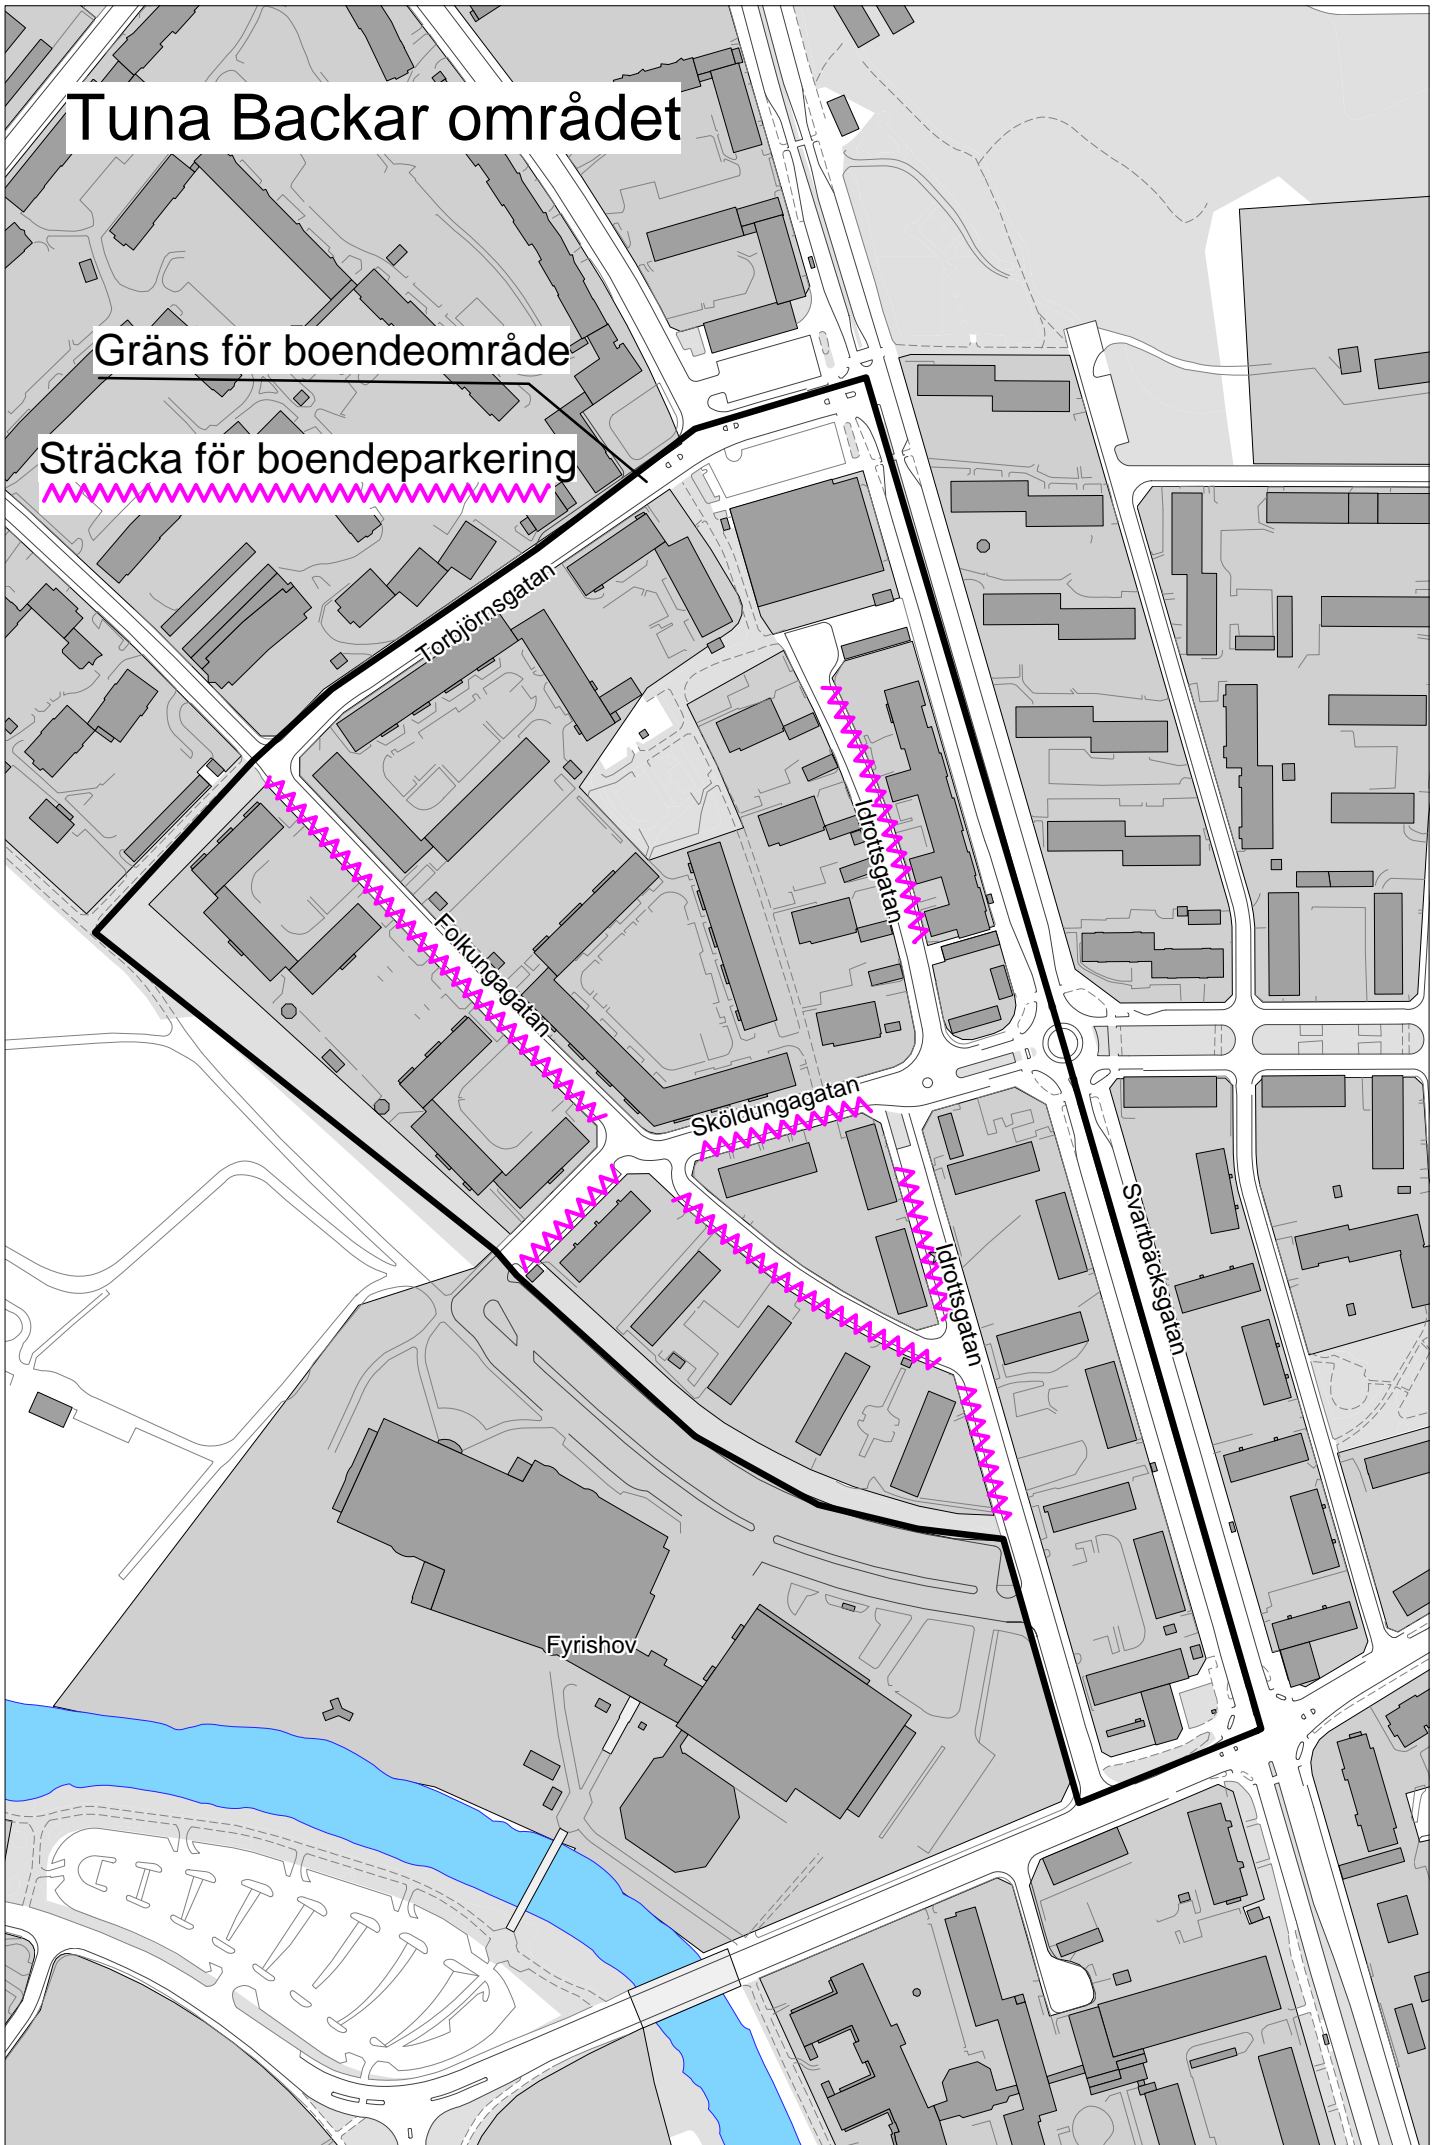 Tuna Backar området
Gräns för boendeområde
Sträcka för boendeparkering
Torbjörnsgatan
Idrottsgatan
Folkungagatan
Sköldungagatan
Svartbäcksgatan
Idrottsgatan
Fyrishov